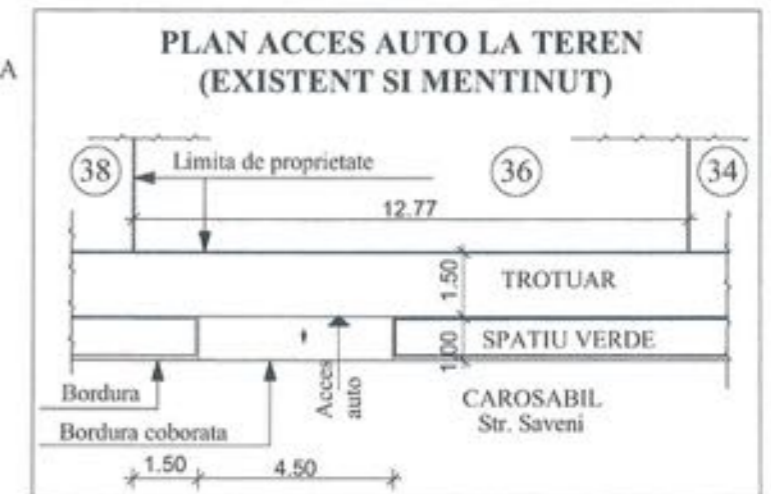 A
PLAN ACCES AUTO LA TEREN
(EXISTENT SI MENTINUT)
38
Limita de proprietate
36
34
12.77
1.50
TROTUAR
1.00
SPATIU VERDE
Bordura
Acces
auto
CAROSABIL
Str. Saveni
Bordura coborata
1.50
4.50